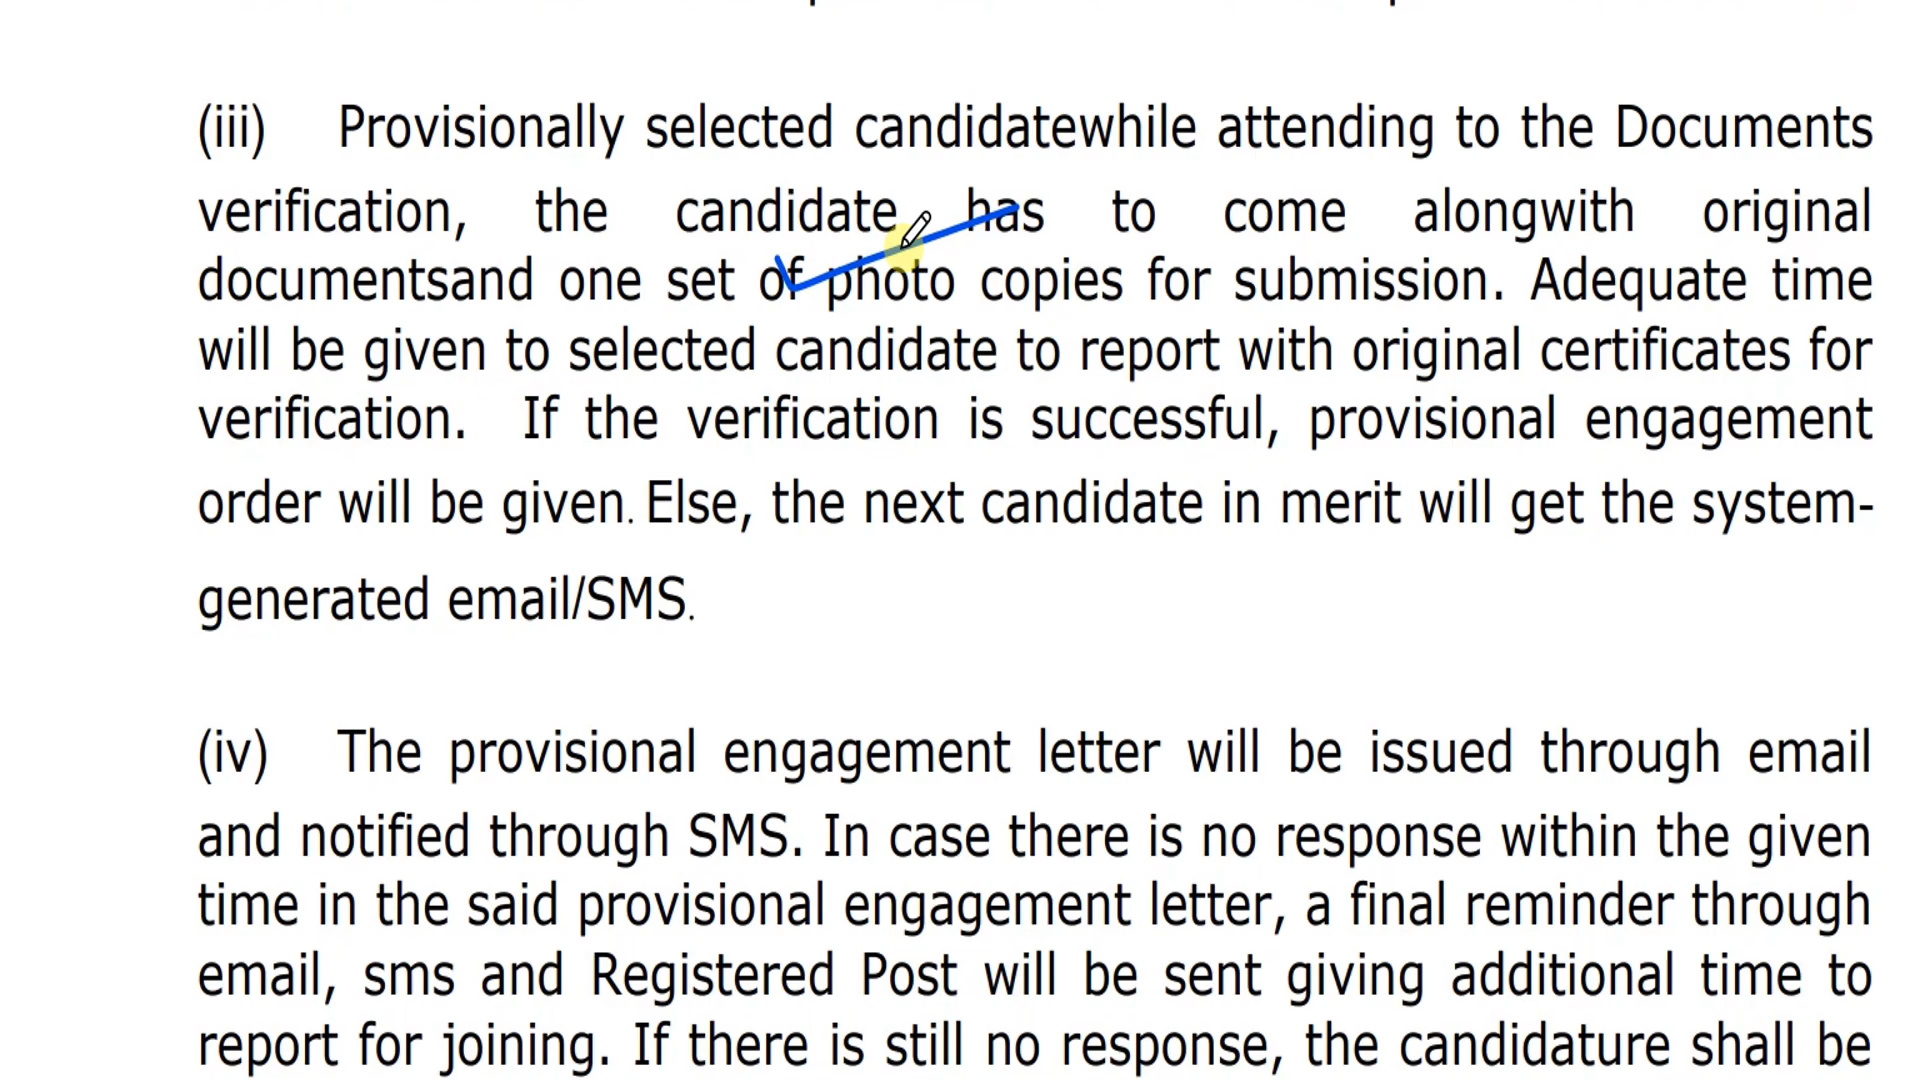 (iii) Provisionally selected candidatewhile attending to the Documents
verification, the candidate has to come alongwith original
documentsand one set of photo copies for submission. Adequate time
will be given to selected candidate to report with original certificates for
verification. If the verification is successful, provisional engagement
order will be given. Else, the next candidate in merit will get the system-
generated email/SMS.
(iv) The provisional engagement letter will be issued through email
and notified through SMS. In case there is no response within the given
time in the said provisional engagement letter, a final reminder through
email, sms and Registered Post will be sent giving additional time to
report for joining. If there is still no response, the candidature shall be